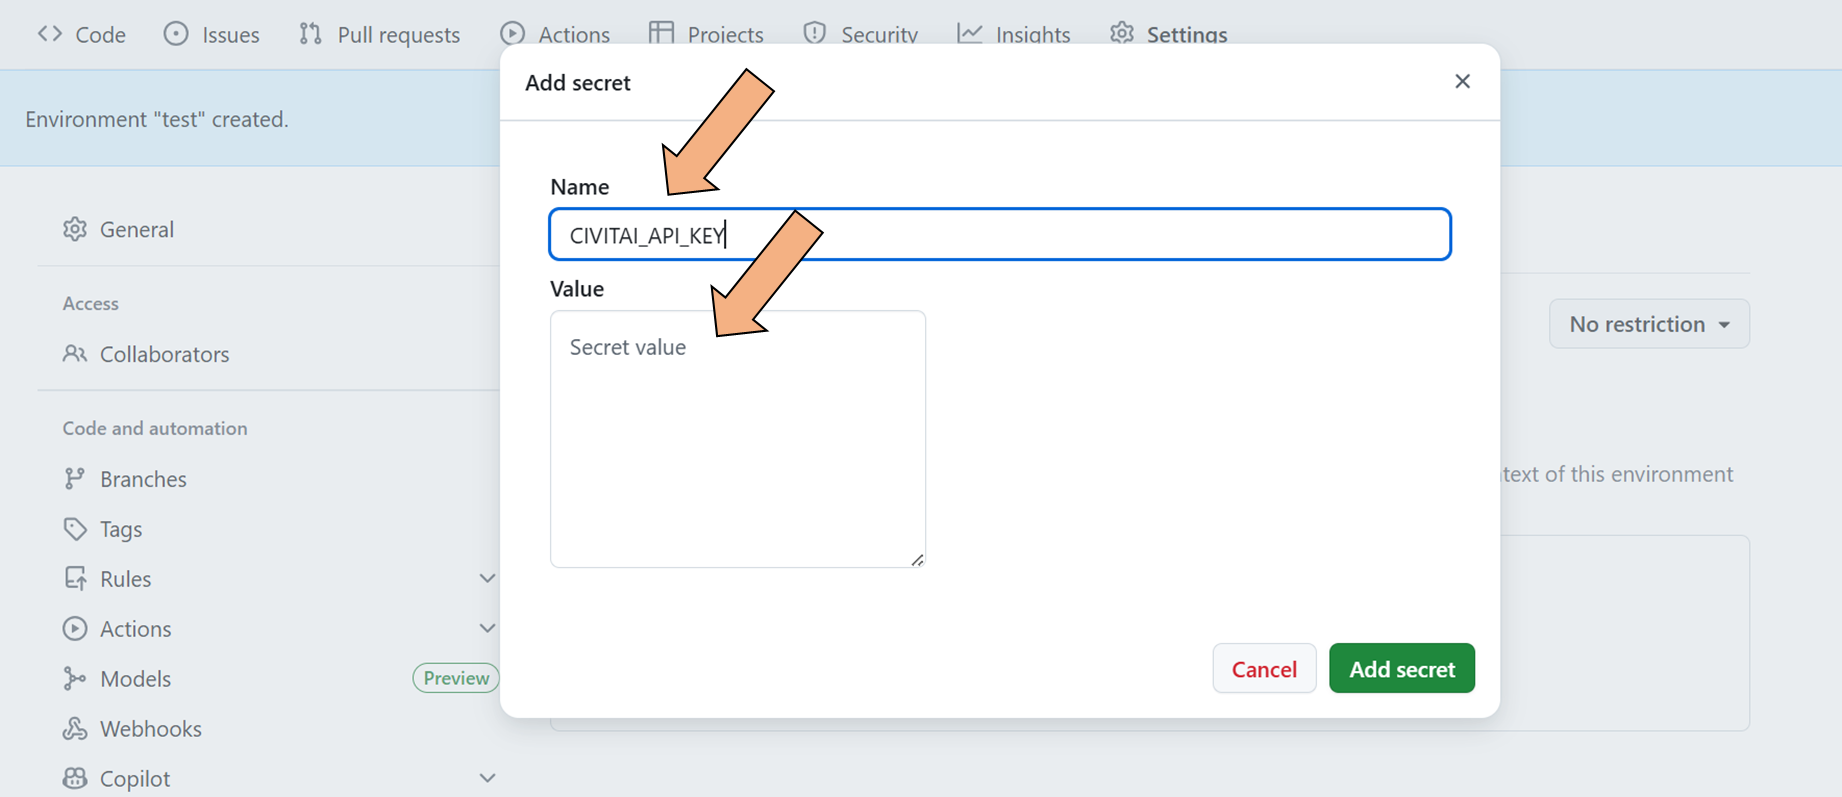 Code Issues Pull requests Actions Projects Security Insights Settings
Environment "test" created.
Add secret
Name
CIVITAI_API_KEY
Value
Secret value
Cancel Add secret
General
Access
Collaborators
Code and automation
Branches
Tags
Rules
Actions
Models Preview
Webhooks
Copilot
No restriction
text of this environment